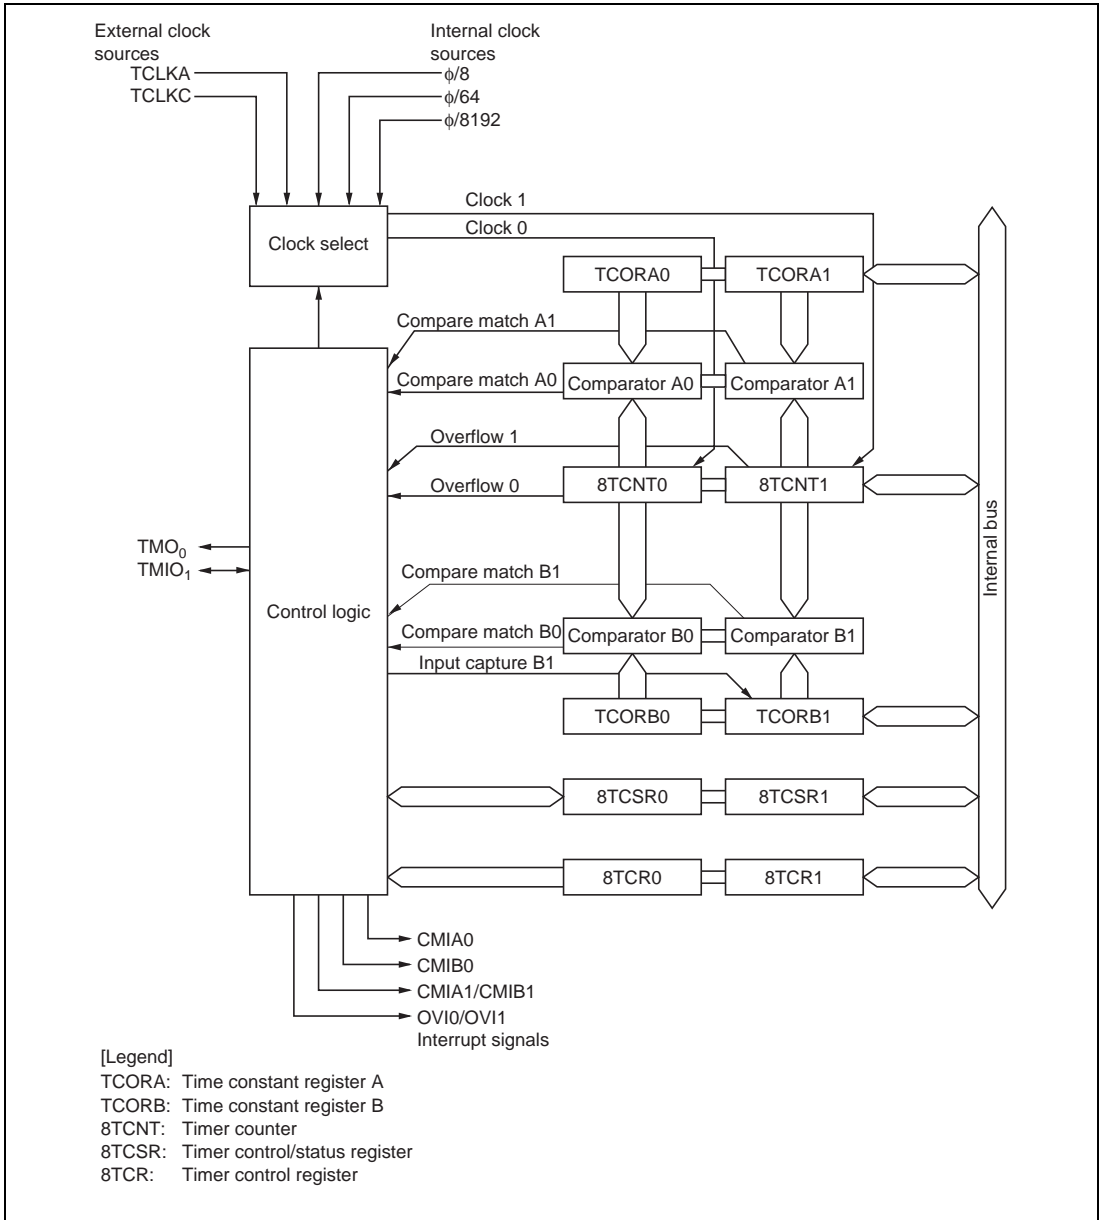 External clock
sources
Internal clock
sources
TCLKA
φ/8
TCLKC
φ/64
φ/8192
Clock 1
Clock 0
Clock select
TCORA0
TCORA1
Compare match A1
Compare match A0
Comparator A0
Comparator A1
Overflow 1
Overflow 0
8TCNT0
8TCNT1
Internal bus
TMO0
TMIO1
Control logic
Compare match B1
Compare match B0
Comparator B0
Comparator B1
Input capture B1
TCORB0
TCORB1
8TCSR0
8TCSR1
8TCR0
8TCR1
CMIA0
CMIB0
CMIA1/CMIB1
OVI0/OVI1
Interrupt signals
[Legend]
TCORA: Time constant register A
TCORB: Time constant register B
8TCNT: Timer counter
8TCSR: Timer control/status register
8TCR: Timer control register